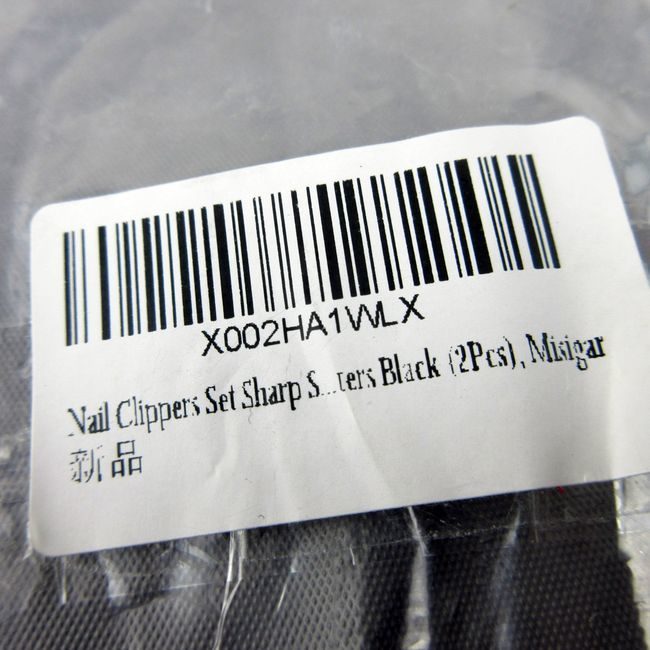 X002HA1WLX
Nail Clippers Set Sharp S...ters Black (2Pcs), Misigar
新品